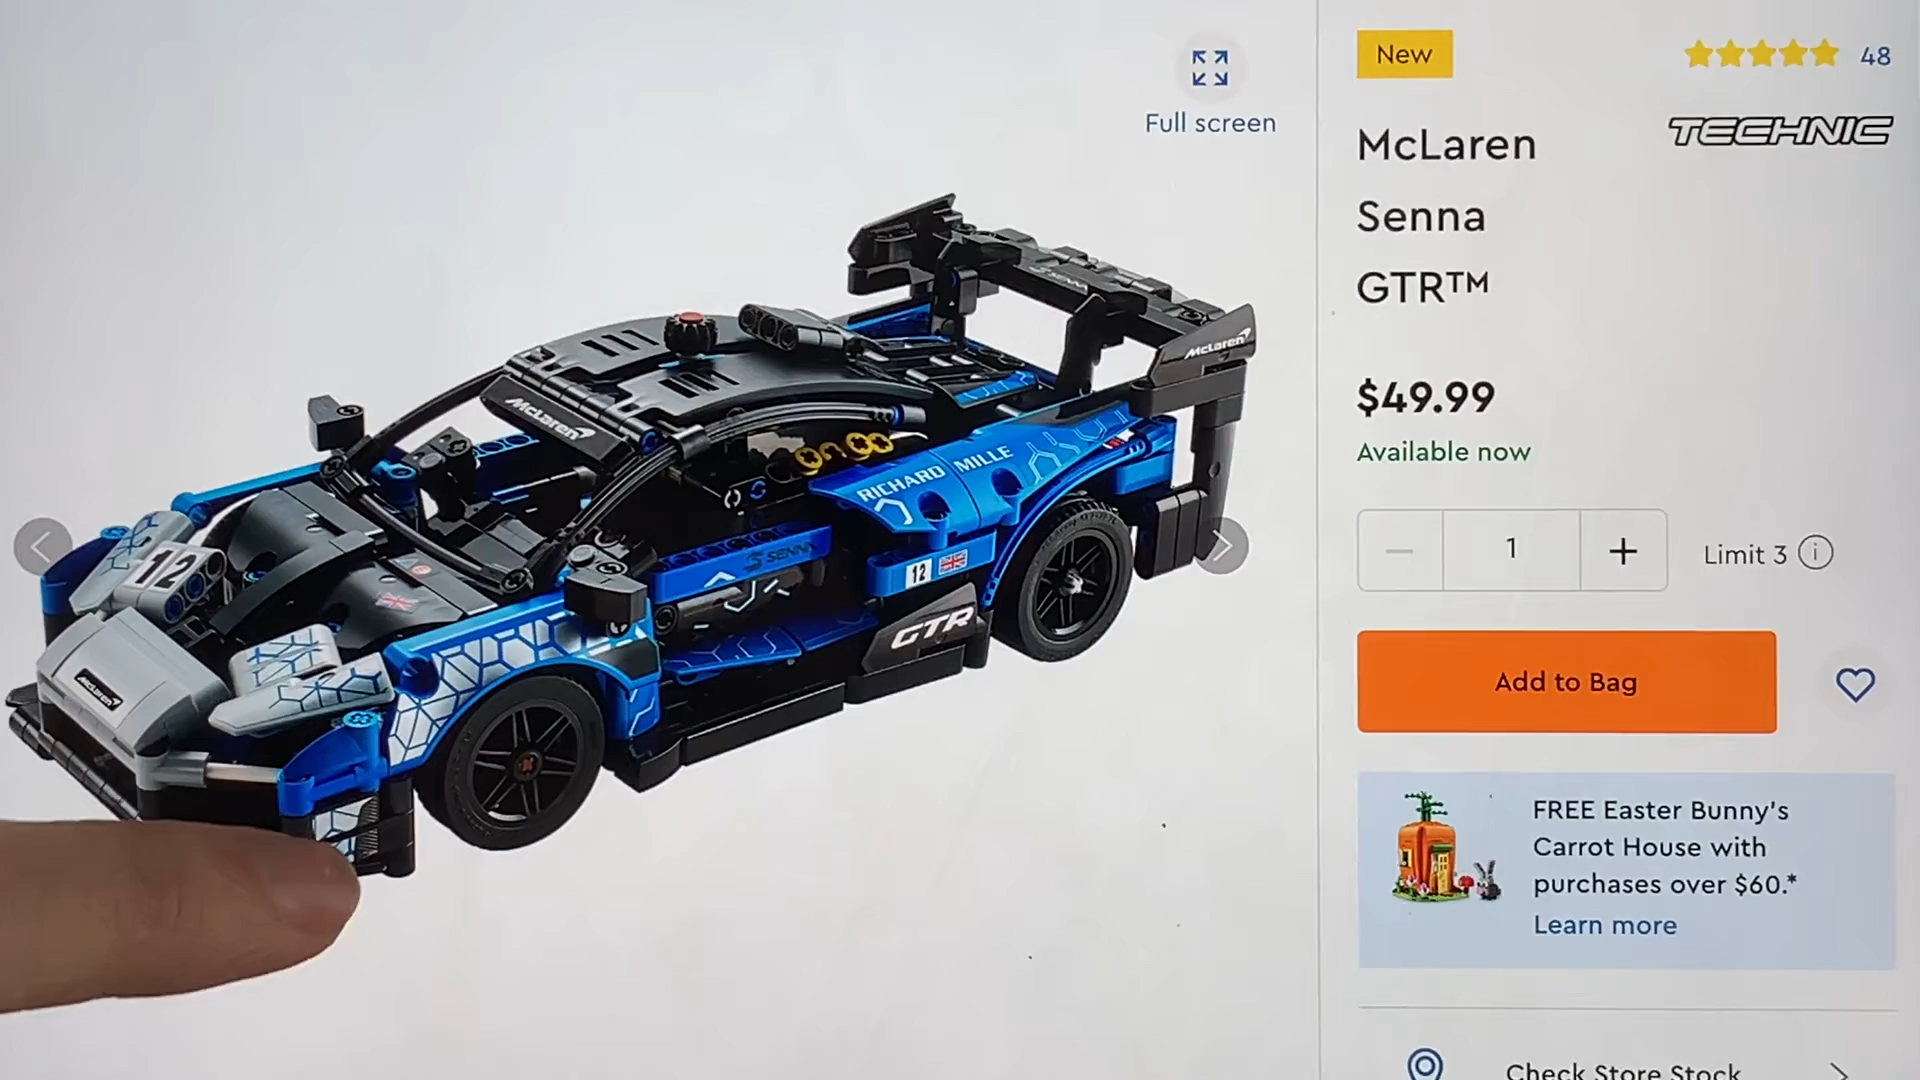 Full screen
New
48
TECHNIC
McLaren
Senna
GTR™
$49.99
Available now
1
Limit 3
Add to Bag
FREE Easter Bunny's
Carrot House with
purchases over $60.*
Learn more
Check Store Stock
McLaren
SENNA
McLaren
RICHARD MILLE
SENNA
12
12
GTR
McLaren